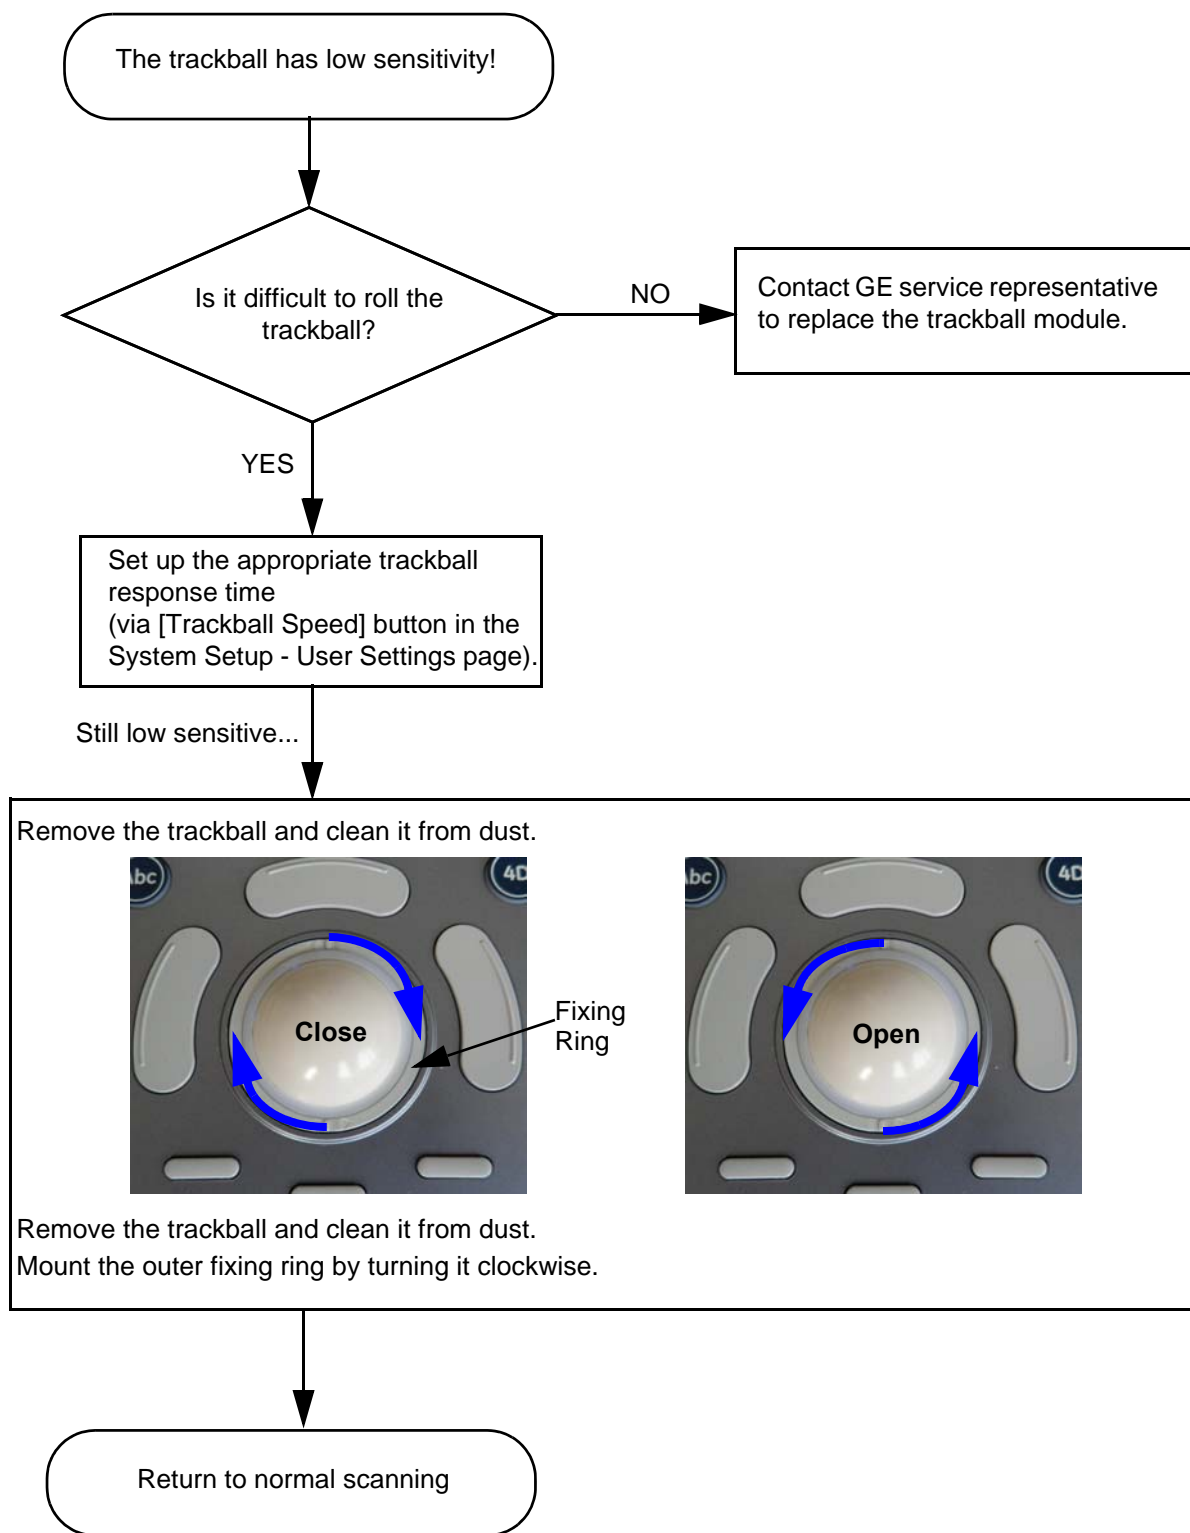 The trackball has low sensitivity!
Is it difficult to roll the
trackball?
NO
Contact GE service representative
to replace the trackball module.
YES
Set up the appropriate trackball
response time
(via [Trackball Speed] button in the
System Setup - User Settings page).
Still low sensitive...
Remove the trackball and clean it from dust.
Abc
4D
Close
Fixing
Ring
bc
4D
Open
Remove the trackball and clean it from dust.
Mount the outer fixing ring by turning it clockwise.
Return to normal scanning